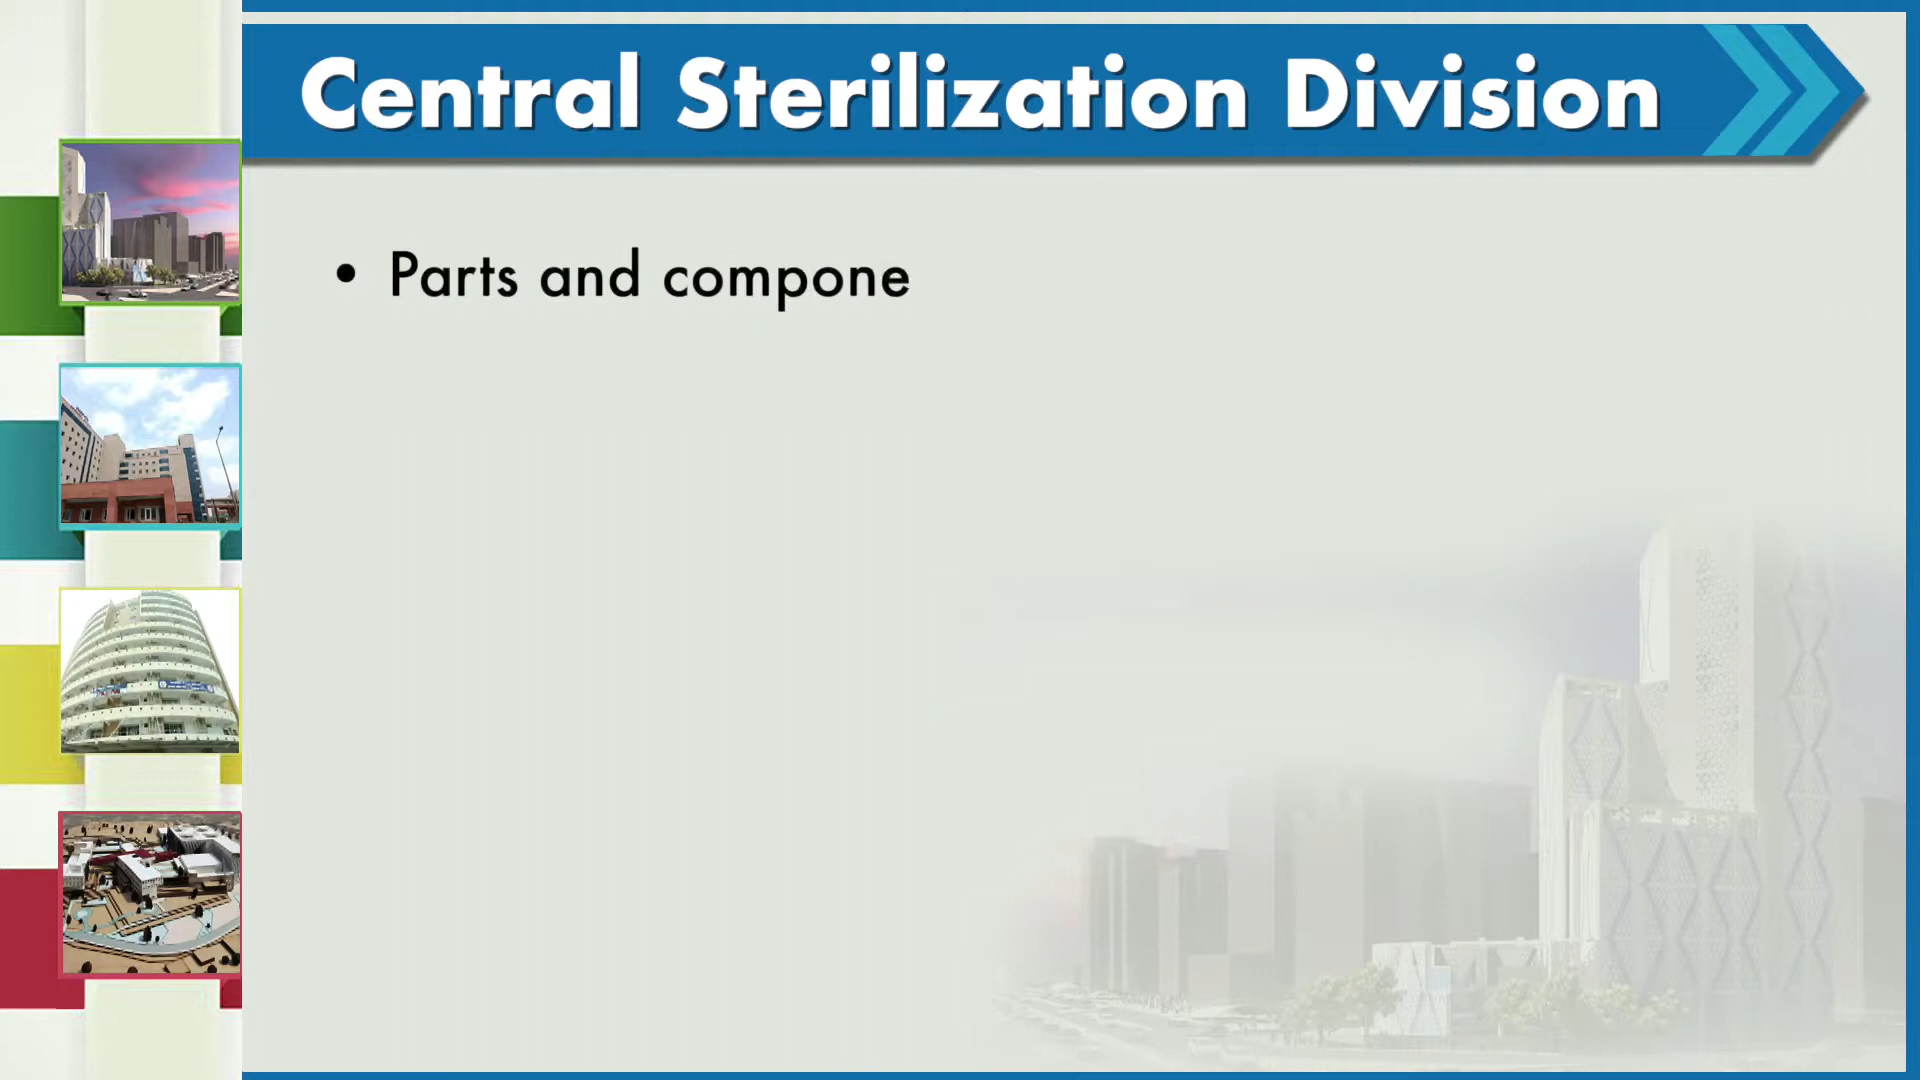 Central Sterilization Division
• Parts and compone